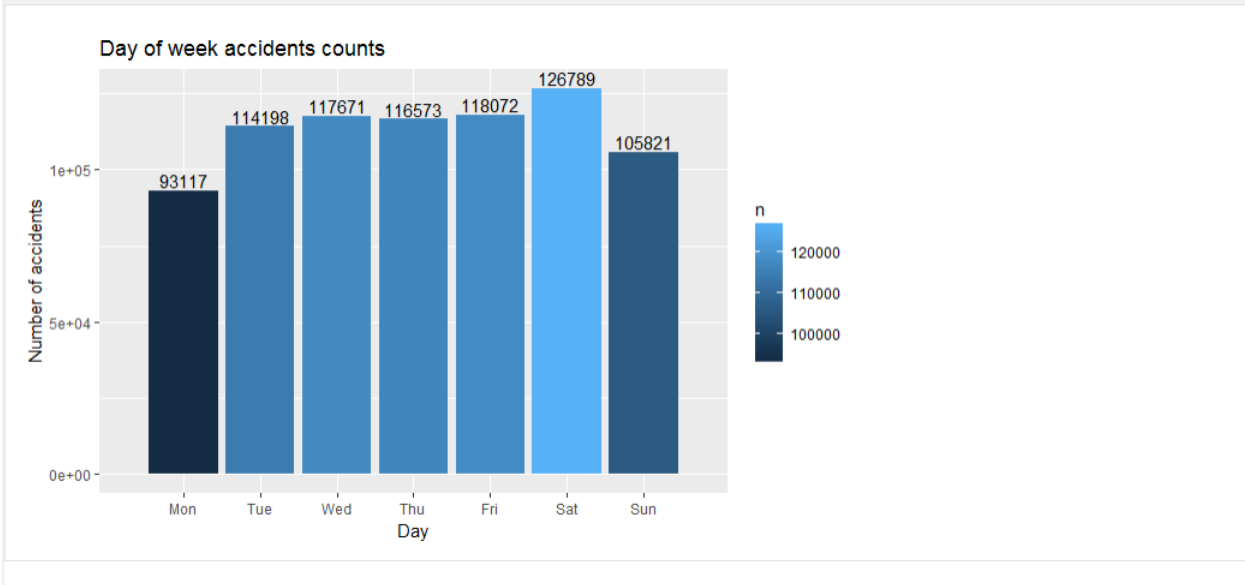 Day of week accidents counts
126789
114198 117671 116573 118072
105821
93117
1e+05
5e+04
0e+00
Number of accidents
Mon Tue Wed Thu Fri Sat Sun
Day
n
120000
110000
100000